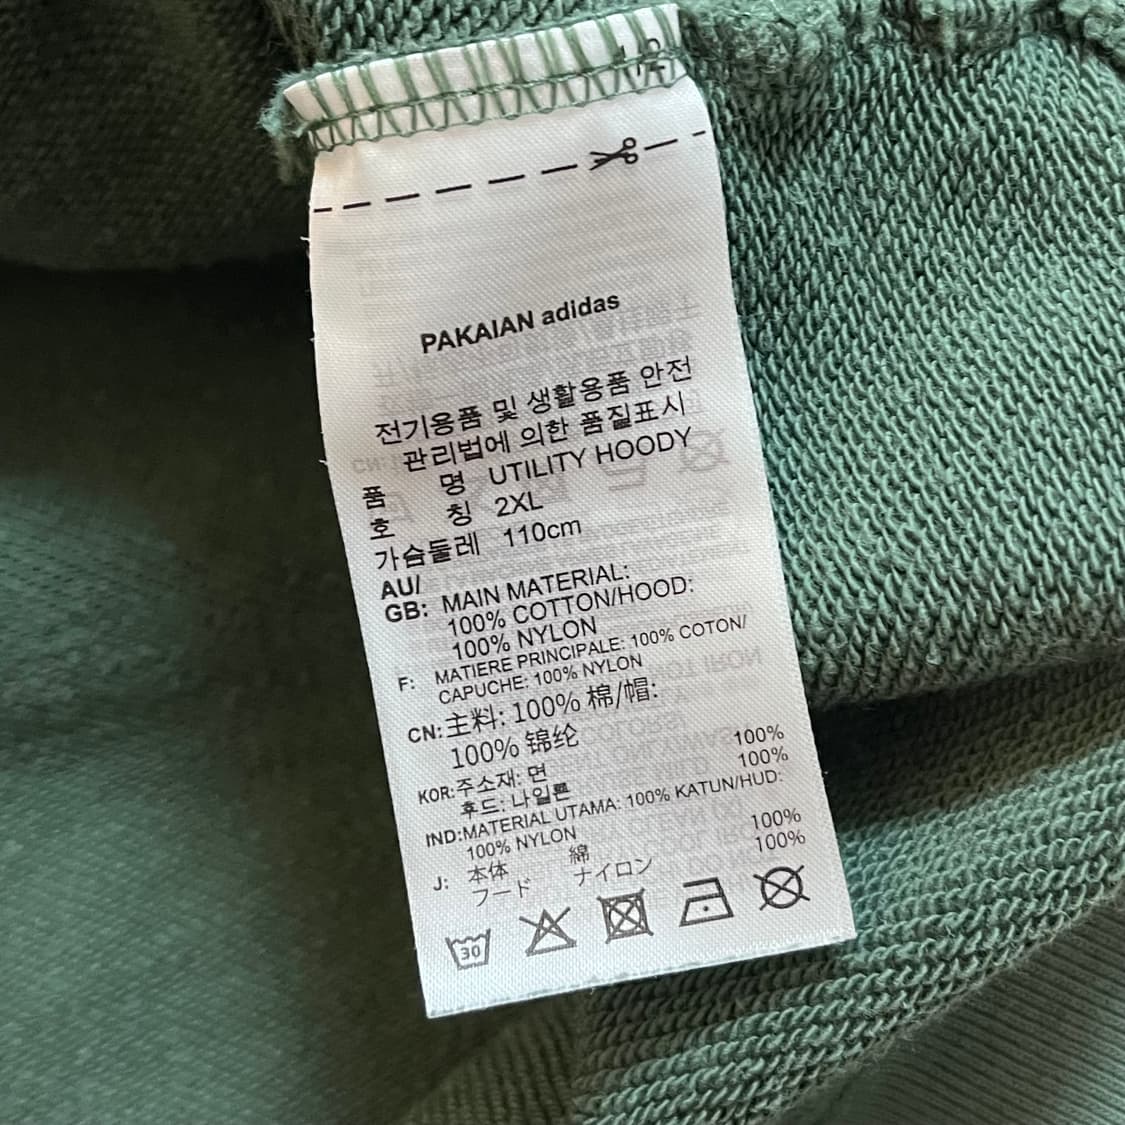 PAKAIAN adidas
전기용품 및 생활용품 안전
관리법에 의한 품질표시
품 명 UTILITY HOODY
호 칭 2XL
가슴둘레 110cm
AU/
GB: MAIN MATERIAL:
100% COTTON/HOOD:
100% NYLON
F: MATIERE PRINCIPALE: 100% COTON/
CAPUCHE: 100% NYLON
CN: 主料: 100% 棉/帽:
100% 锦纶
KOR: 주소재: 면 100%
후드: 나일론 100%
IND: MATERIAL UTAMA: 100% KATUN/HUD:
100% NYLON
J: 本体 綿 100%
フード ナイロン 100%
30